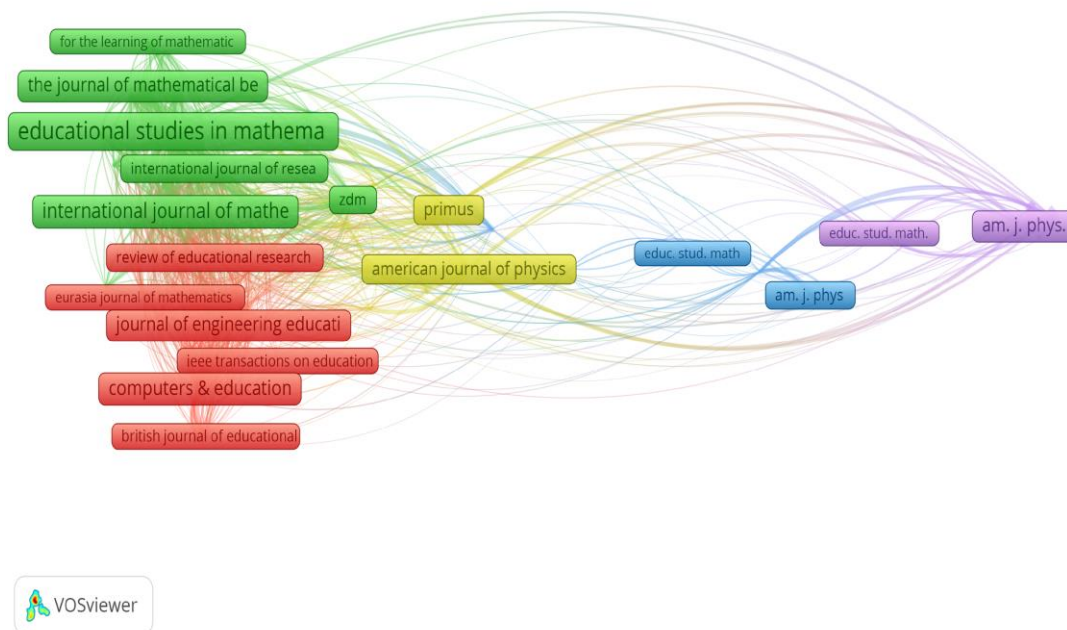 for the learning of mathematic
the journal of mathematical be
educational studies in mathema
international journal of resea
zdm
international journal of mathe
primus
am. j. phys.
educ. stud. math.
educ. stud. math
review of educational research
american journal of physics
eurasia journal of mathematics
am. j. phys
journal of engineering educati
ieee transactions on education
computers & education
british journal of educational
VOSviewer